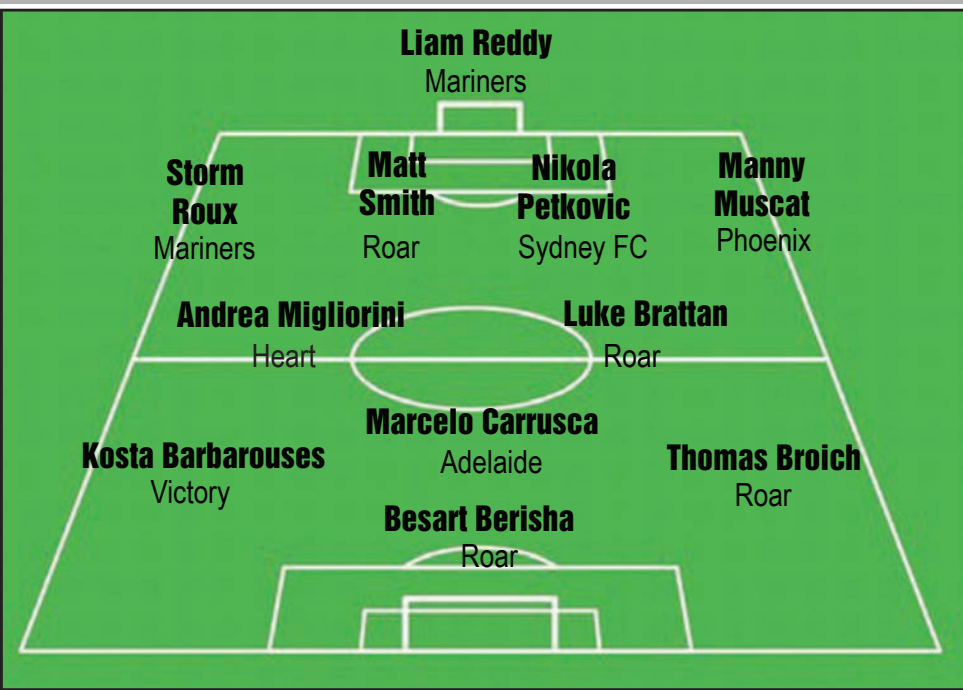 Liam Reddy
Mariners
Storm
Roux
Mariners
Matt
Smith
Roar
Nikola
Petkovic
Sydney FC
Manny
Muscat
Phoenix
Andrea Migliorini
Heart
Luke Brattan
Roar
Marcelo Carrusca
Adelaide
Kosta Barbarouses
Victory
Thomas Broich
Roar
Besart Berisha
Roar